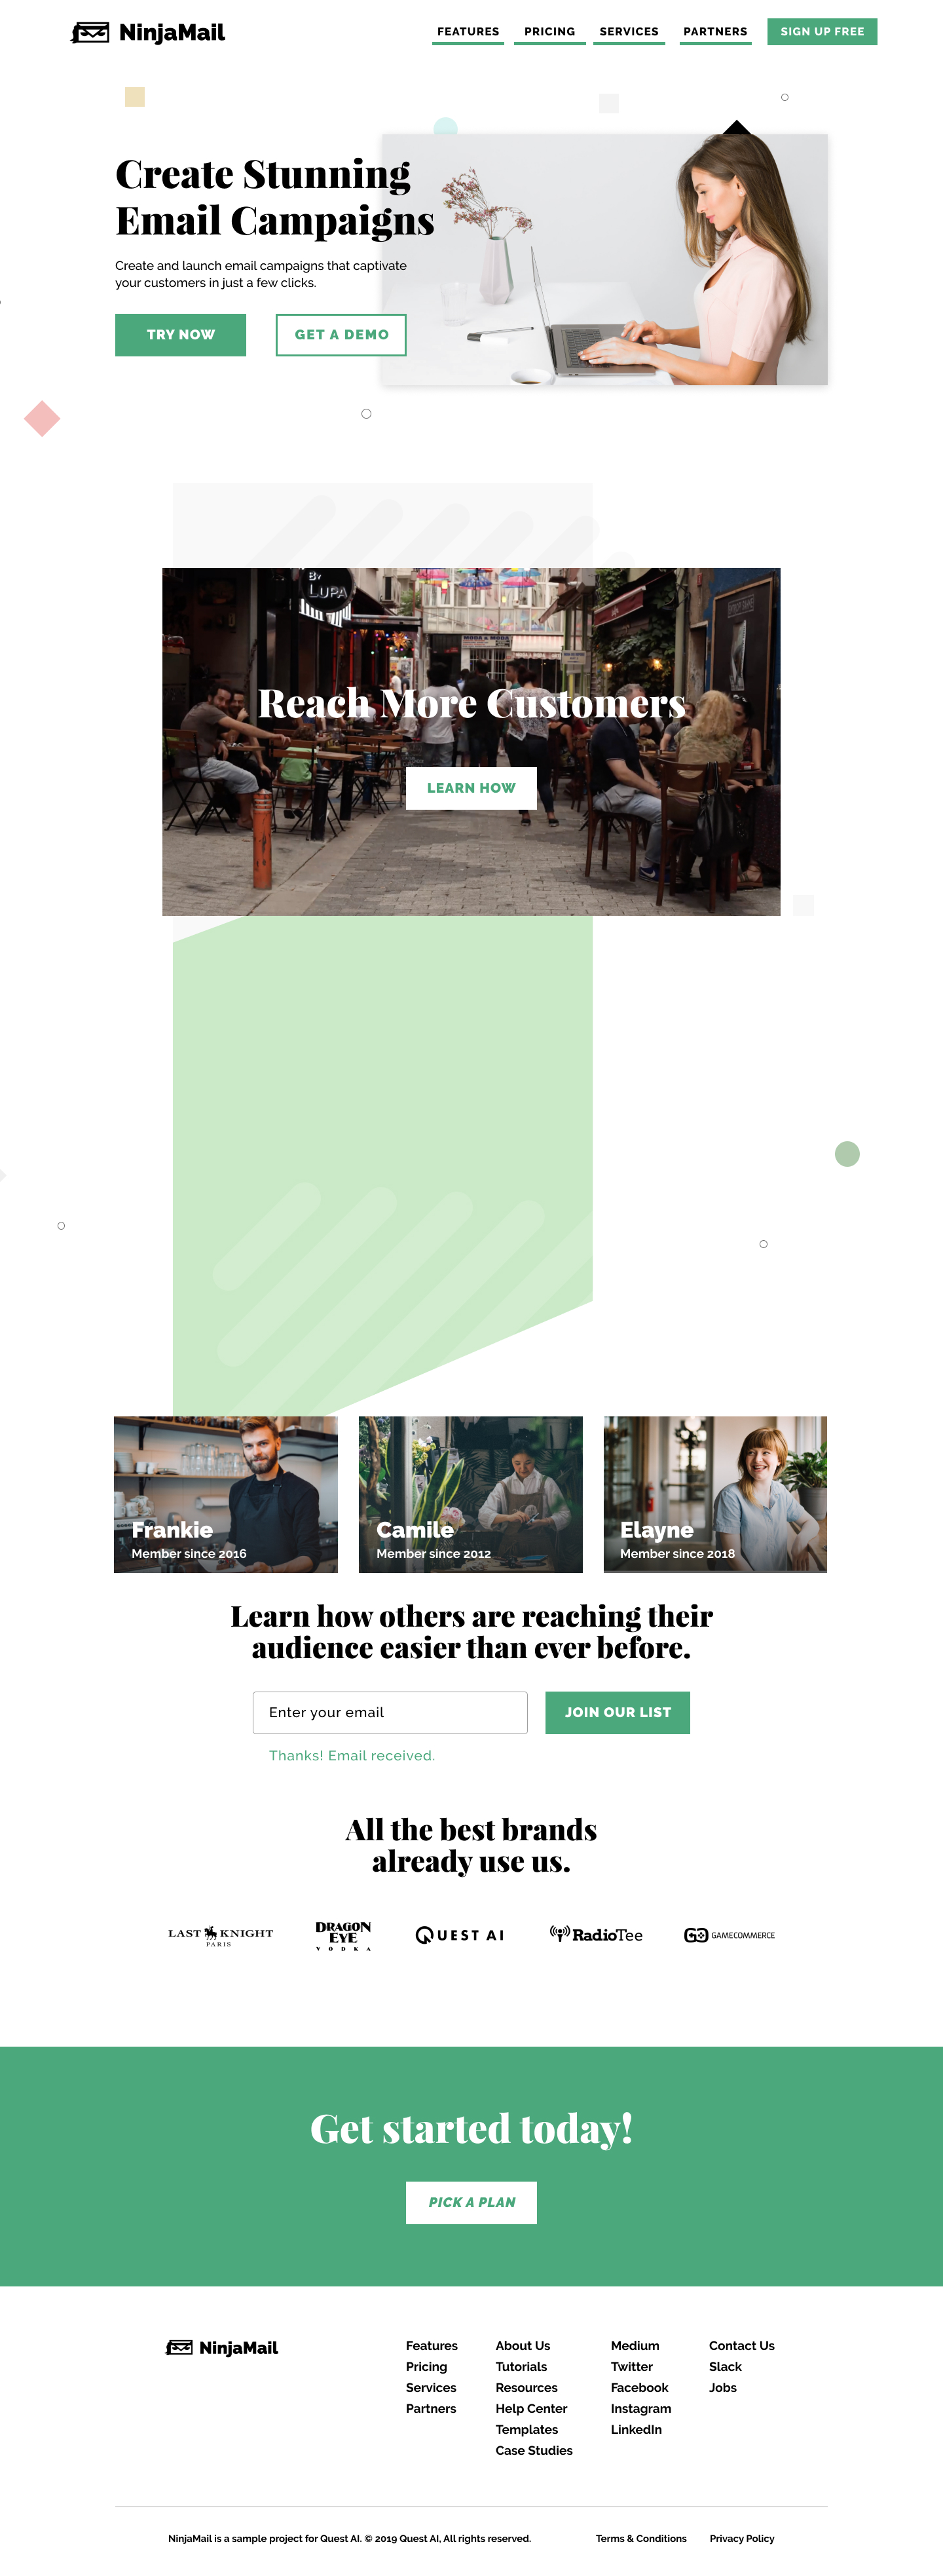 NinjaMail
FEATURES PRICING SERVICES PARTNERS SIGN UP FREE
Create Stunning
Email Campaigns
Create and launch email campaigns that captivate
your customers in just a few clicks.
TRY NOW GET A DEMO
BY
LUPA
MODA & MODA
Reach More Customers
LEARN HOW
Frankie
Member since 2016
Camile
Member since 2012
Elayne
Member since 2018
Learn how others are reaching their
audience easier than ever before.
Enter your email
JOIN OUR LIST
Thanks! Email received.
All the best brands
already use us.
LAST KNIGHT
PARIS
DRAGON
EYE
VODKA
QUEST AI
RadioTee
GAMECOMMERCE
Get started today!
PICK A PLAN
NinjaMail
Features
Pricing
Services
Partners
About Us
Tutorials
Resources
Help Center
Templates
Case Studies
Medium
Twitter
Facebook
Instagram
LinkedIn
Contact Us
Slack
Jobs
NinjaMail is a sample project for Quest AI. © 2019 Quest AI, All rights reserved.
Terms & Conditions Privacy Policy